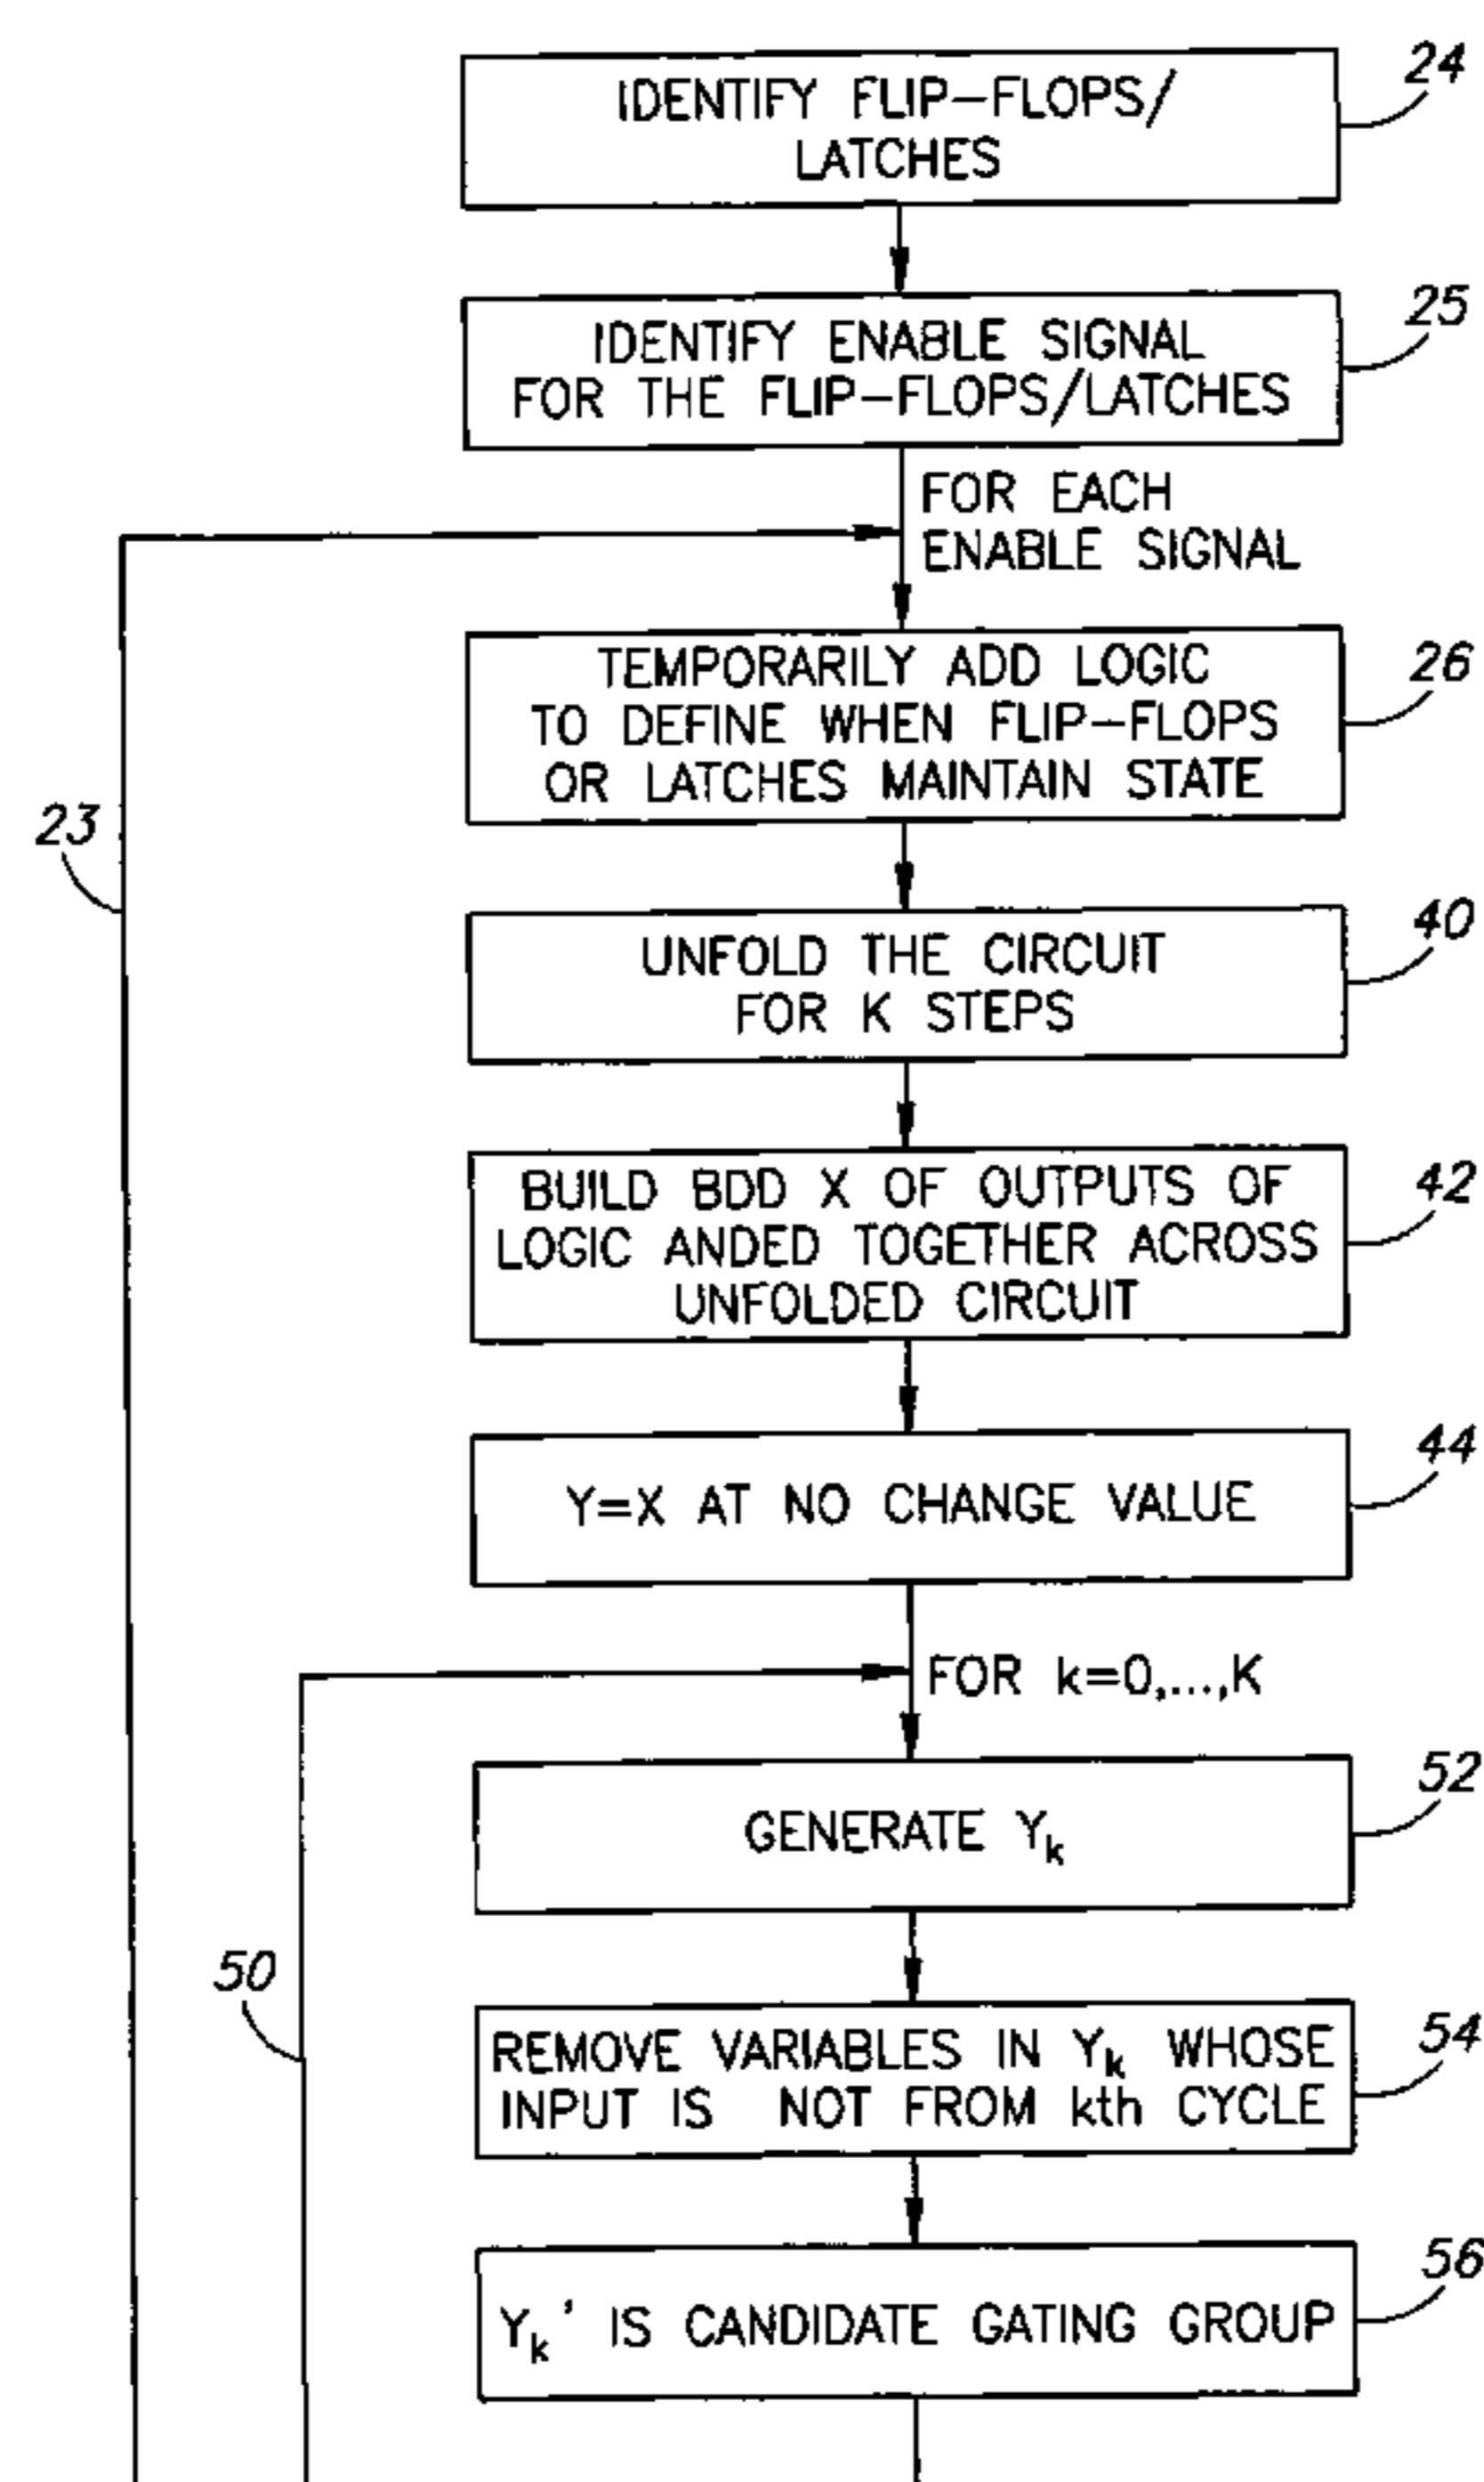 24
IDENTIFY FLIP-FLOPS/
LATCHES
25
IDENTIFY ENABLE SIGNAL
FOR THE FLIP-FLOPS/LATCHES
FOR EACH
ENABLE SIGNAL
26
TEMPORARILY ADD LOGIC
TO DEFINE WHEN FLIP-FLOPS
OR LATCHES MAINTAIN STATE
23
40
UNFOLD THE CIRCUIT
FOR K STEPS
42
BUILD BDD X OF OUTPUTS OF
LOGIC ANDED TOGETHER ACROSS
UNFOLDED CIRCUIT
44
Y=X AT NO CHANGE VALUE
FOR k=0,...,K
52
GENERATE Yk
50
54
REMOVE VARIABLES IN Yk WHOSE
INPUT IS NOT FROM kth CYCLE
56
Yk' IS CANDIDATE GATING GROUP